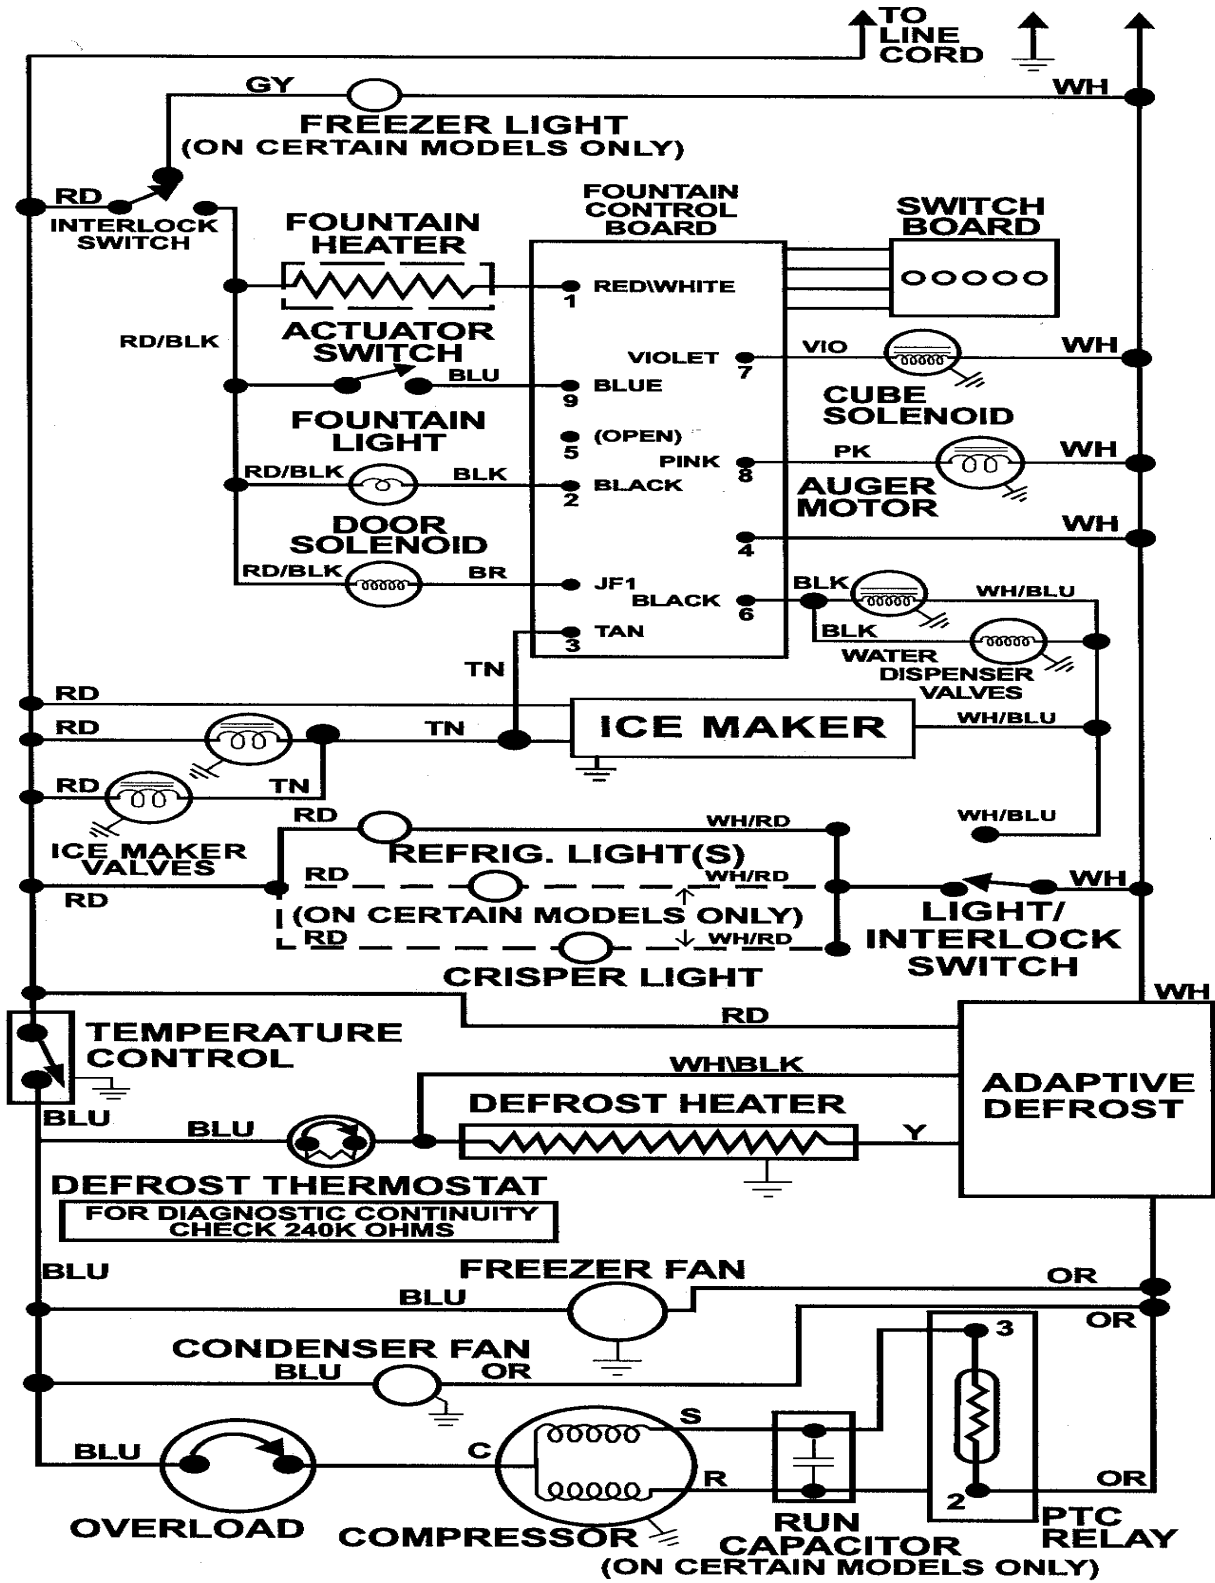 TO
LINE
CORD
GY
WH
FREEZER LIGHT
(ON CERTAIN MODELS ONLY)
RD
INTERLOCK
SWITCH
FOUNTAIN
HEATER
FOUNTAIN
CONTROL
BOARD
SWITCH
BOARD
1 RED\WHITE
RD/BLK
ACTUATOR
SWITCH
BLU
VIOLET
7
VIO
WH
9 BLUE
CUBE
SOLENOID
FOUNTAIN
LIGHT
5 (OPEN)
PINK
8
PK
WH
RD/BLK
BLK
2 BLACK
AUGER
MOTOR
DOOR
SOLENOID
4
WH
RD/BLK
BR
JF1
BLACK
6
BLK
WH/BLU
3 TAN
BLK
WATER
DISPENSER
VALVES
TN
RD
ICE MAKER
WH/BLU
RD
TN
RD
TN
WH/BLU
ICE MAKER
VALVES
RD
WH/RD
REFRIG. LIGHT(S)
RD
RD
WH/RD
WH
(ON CERTAIN MODELS ONLY)
LIGHT/
INTERLOCK
SWITCH
RD
WH/RD
CRISPER LIGHT
WH
TEMPERATURE
CONTROL
RD
WH\BLK
ADAPTIVE
DEFROST
BLU
DEFROST HEATER
BLU
Y
DEFROST THERMOSTAT
FOR DIAGNOSTIC CONTINUITY
CHECK 240K OHMS
BLU
FREEZER FAN
OR
BLU
OR
CONDENSER FAN
BLU
OR
3
S
BLU
C
R
2
OR
OVERLOAD
COMPRESSOR
RUN
CAPACITOR
(ON CERTAIN MODELS ONLY)
PTC
RELAY